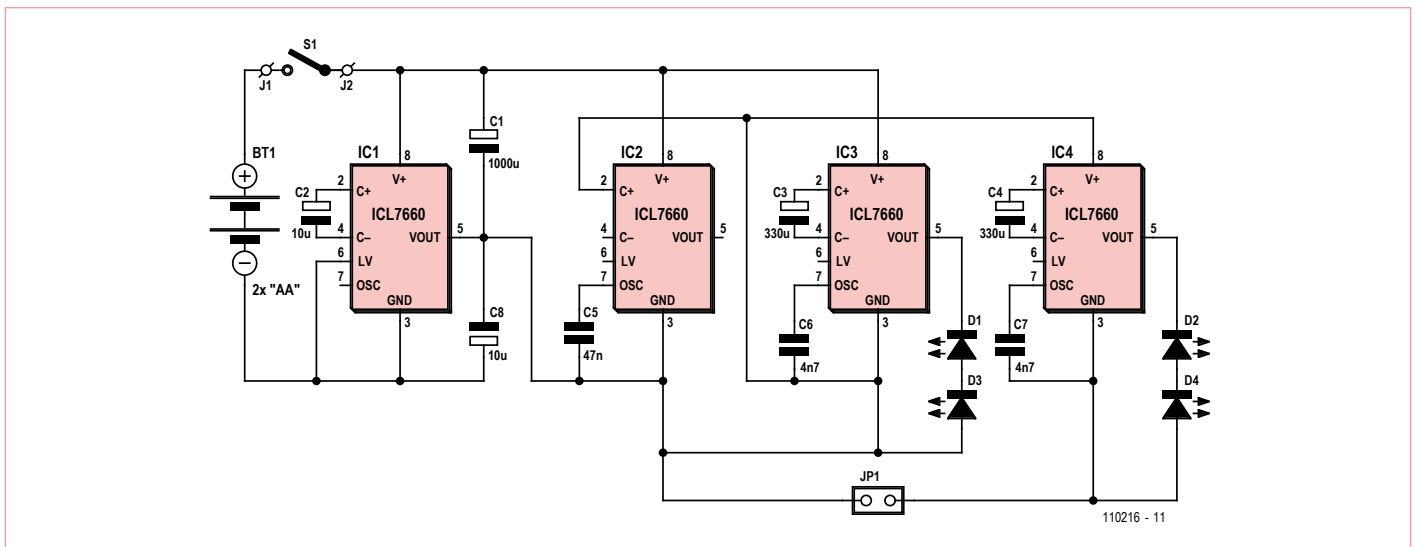 S1
J1
J2
BT1
2x "AA"
IC1
8
V+
2
C+
ICL7660
4
C–
VOUT
5
6
LV
7
OSC
GND
3
C2
10u
C1
1000u
C8
10u
IC2
8
V+
2
C+
ICL7660
4
C–
VOUT
5
6
LV
7
OSC
GND
3
C5
47n
IC3
8
V+
2
C+
ICL7660
4
C–
VOUT
5
6
LV
7
OSC
GND
3
C3
330u
C6
4n7
D1
D3
IC4
8
V+
2
C+
ICL7660
4
C–
VOUT
5
6
LV
7
OSC
GND
3
C4
330u
C7
4n7
D2
D4
JP1
110216 - 11